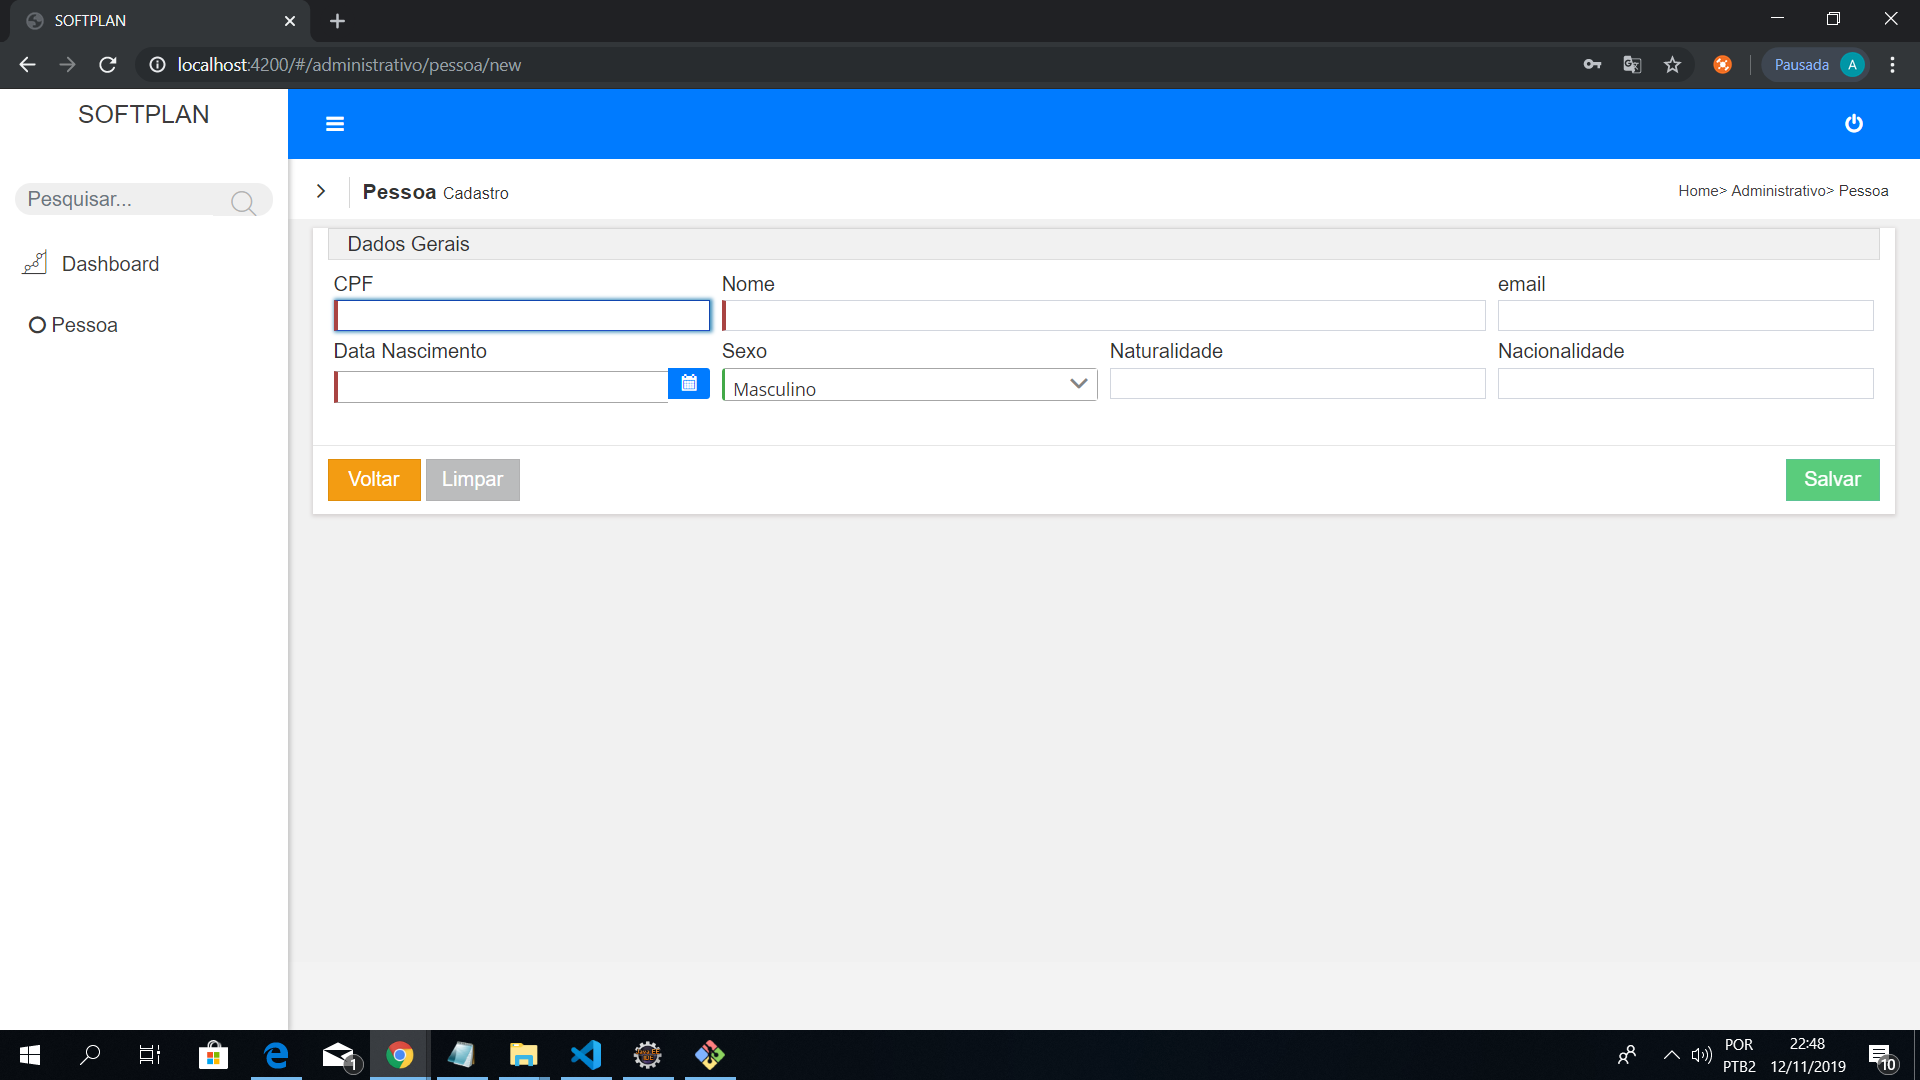 SOFTPLAN
localhost:4200/#/administrativo/pessoa/new
Pausada A
SOFTPLAN
Pesquisar...
Dashboard
Pessoa
Pessoa Cadastro
Home> Administrativo> Pessoa
Dados Gerais
CPF
Nome
email
Data Nascimento
Sexo
Naturalidade
Nacionalidade
Masculino
Voltar
Limpar
Salvar
1
POR
PTB2
22:48
12/11/2019
10